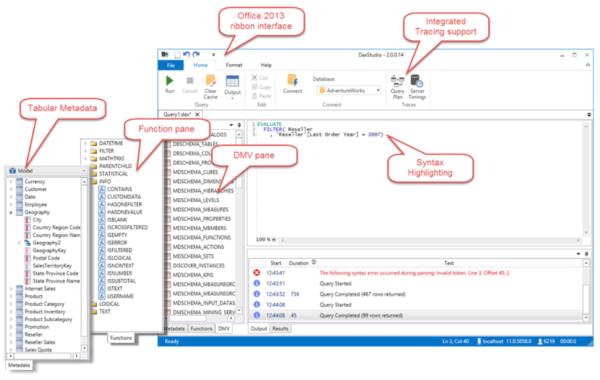 Office 2013
ribbon interface
Integrated
Tracing support
DaxStudio - 2.0.0.14
File
Home
Format
Help
Run
Cancel
Clear
Cache
Output
Cut
Copy
Paste
Connect
Database:
AdventureWorks
Query
Plan
Server
Timings
Query
Edit
Connect
Traces
Tabular Metadata
Function pane
DMV pane
Syntax
Highlighting
Query1.dax*
1 EVALUATE
2 FILTER( Reseller
3 , 'Reseller'[Last Order Year] = 2007)
Model
Currency
Customer
Date
Employee
Geography
City
Country Region Code
Country Region Name
Geography2
GeographyKey
Postal Code
SalesTerritoryKey
State Province Code
State Province Name
Internet Sales
Product
Product Category
Product Inventory
Product Subcategory
Promotion
Reseller
Reseller Sales
Sales Quota
Metadata
DATETIME
FILTER
MATHTRIG
PARENTCHILD
STATISTICAL
INFO
CONTAINS
CUSTOMDATA
HASONEFILTER
HASONEVALUE
ISBLANK
ISCROSSFILTERED
ISEMPTY
ISERROR
ISFILTERED
ISLOGICAL
ISNONTEXT
ISNUMBER
ISSUBTOTAL
ISTEXT
USERNAME
LOGICAL
TEXT
Functions
DBSCHEMA_TABLES
MDSCHEMA_CUBES
MDSCHEMA_HIERARCHIES
MDSCHEMA_LEVELS
MDSCHEMA_MEASURES
MDSCHEMA_PROPERTIES
MDSCHEMA_MEMBERS
MDSCHEMA_FUNCTIONS
MDSCHEMA_ACTIONS
MDSCHEMA_SETS
DISCOVER_INSTANCES
MDSCHEMA_KPIS
MDSCHEMA_MEASUREGRC
MDSCHEMA_MEASUREGRC
MDSCHEMA_INPUT_DATAS
DMSCHEMA_MINING_SERV
Metadata
Functions
DMV
100 %
Start
Duration
Text
12:43:41
The following syntax error occurred during parsing: Invalid token, Line 3, Offset 40, ].
12:43:51
Query Started
12:43:52
736
Query Completed (467 rows returned)
12:44:08
Query Started
12:44:08
45
Query Completed (99 rows returned)
Output
Results
Ready
Ln 3, Col 40
localhost
11.0.5058.0
6219
00:00.0